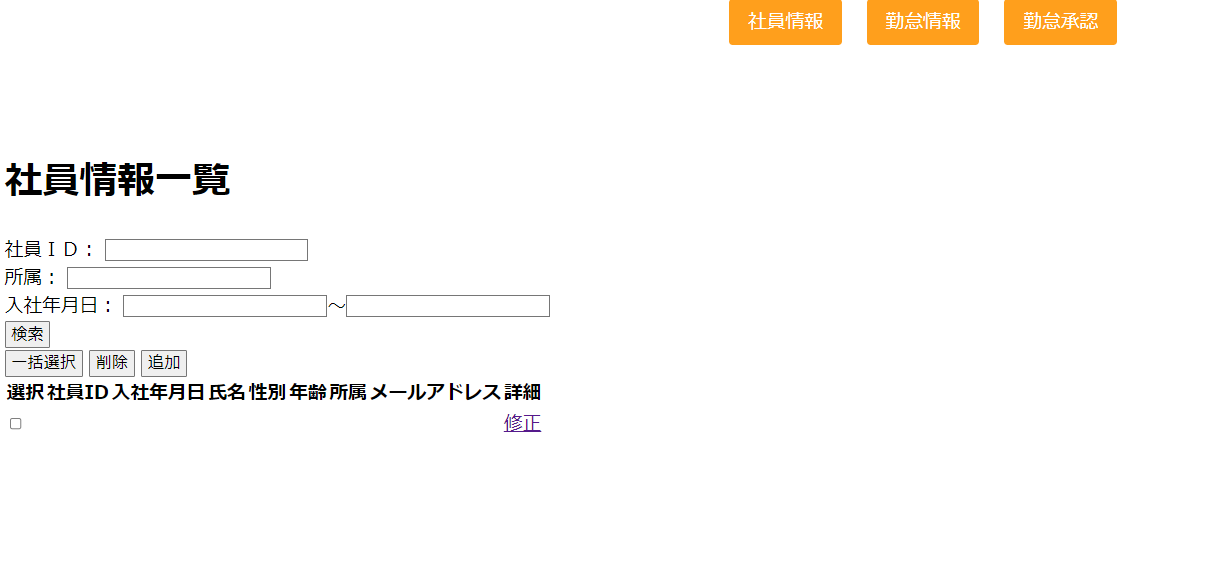 社員情報 勤怠情報 勤怠承認
社員情報一覧
社員ＩＤ：
所属：
入社年月日： ～
検索
一括選択 削除 追加
選択 社員ID 入社年月日 氏名 性別 年齢 所属 メールアドレス 詳細
修正